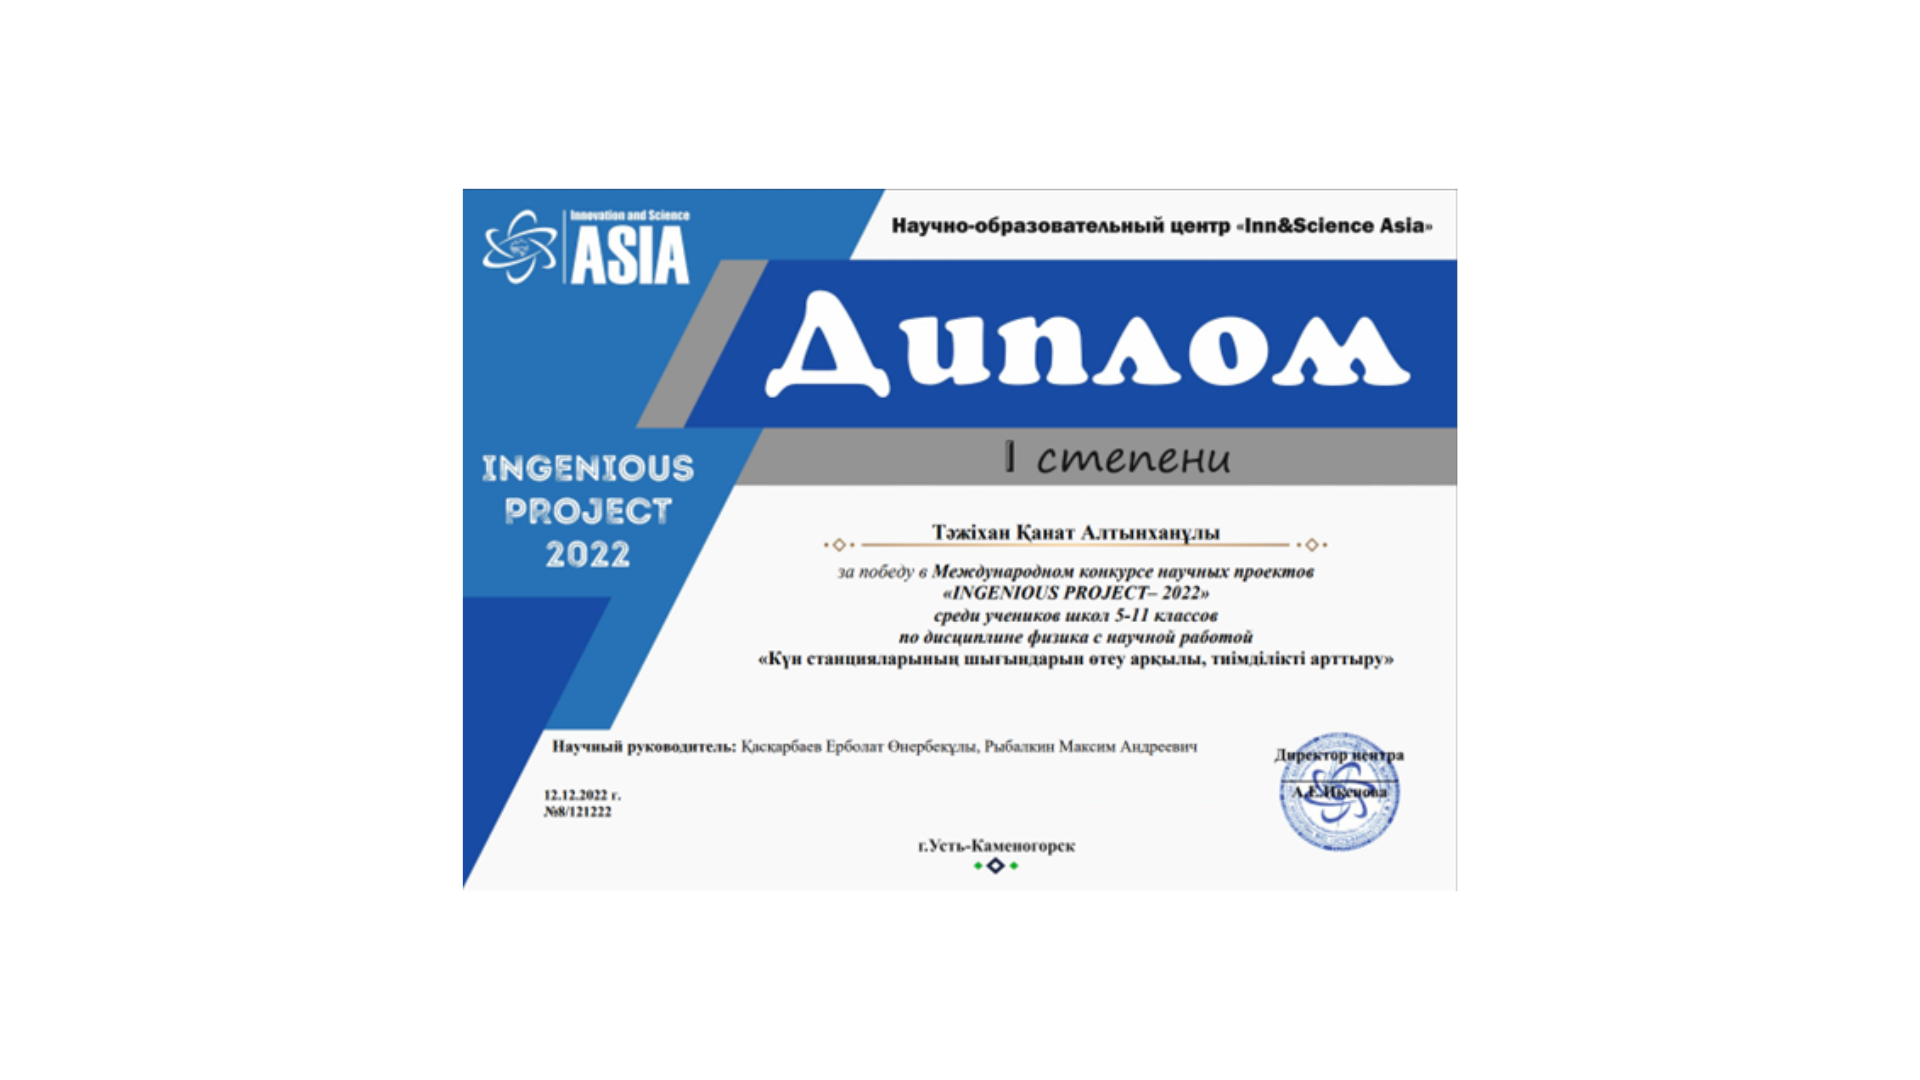 Innovation and Science
ASIA
Научно-образовательный центр «Inn&Science Asia»
Диплом
I степени
INGENIOUS
PROJECT
2022
Тәжіхан Қанат Алтынханұлы
за победу в Международном конкурсе научных проектов
«INGENIOUS PROJECT– 2022»
среди учеников школ 5-11 классов
по дисциплине физика с научной работой
«Күн станцияларының шығындарын өтеу арқылы, тиімділікті арттыру»
Научный руководитель: Қасқарбаев Ерболат Өнербекұлы, Рыбалкин Максим Андреевич
Директор центра
А.Е.Икенова
12.12.2022 г.
№8/121222
г.Усть-Каменогорск